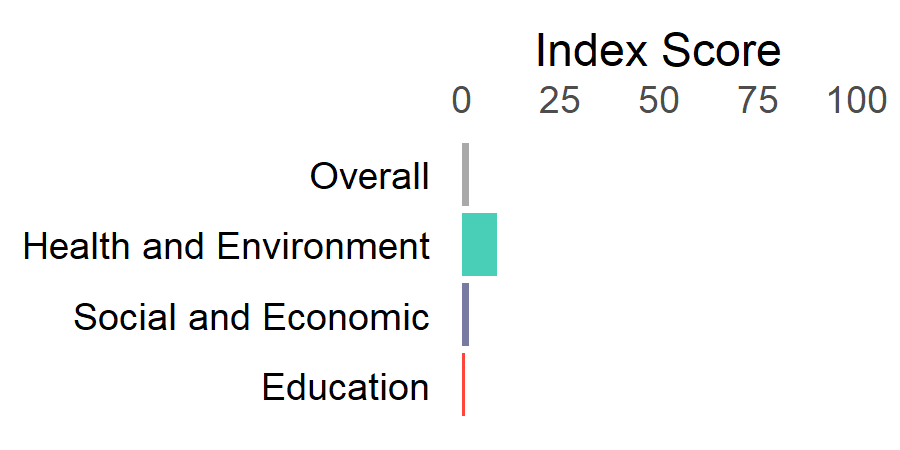 Index Score
0 25 50 75 100
Overall
Health and Environment
Social and Economic
Education